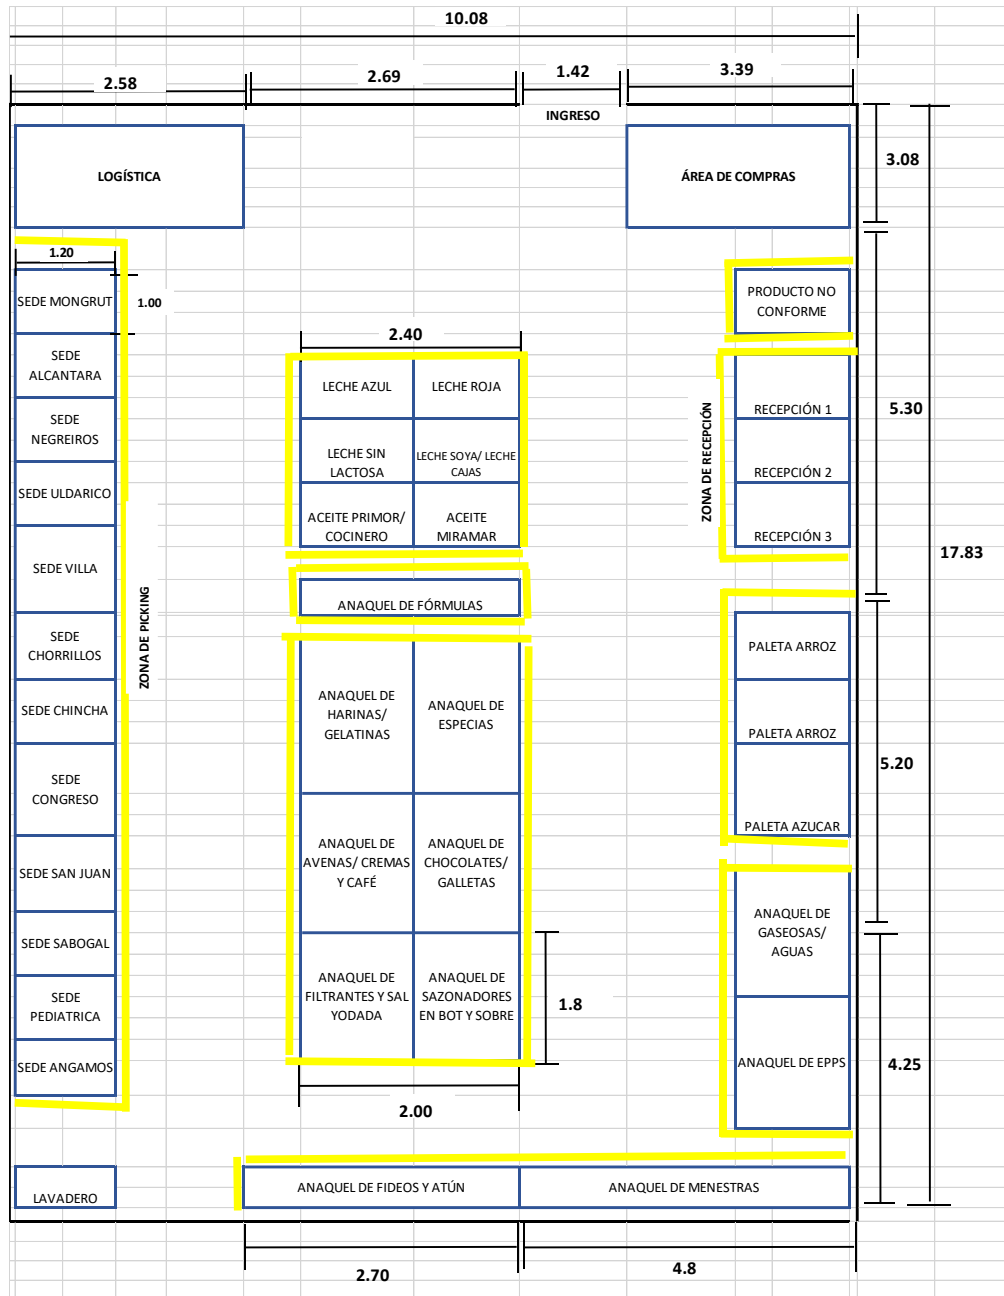 10.08
2.58
2.69
1.42
3.39
INGRESO
LOGÍSTICA
ÁREA DE COMPRAS
3.08
1.20
1.00
SEDE MONGRUT
SEDE
ALCANTARA
SEDE
NEGREIROS
SEDE ULDARICO
SEDE VILLA
SEDE
CHORRILLOS
SEDE CHINCHA
SEDE
CONGRESO
SEDE SAN JUAN
SEDE SABOGAL
SEDE
PEDIATRICA
SEDE ANGAMOS
LAVADERO
ZONA DE PICKING
2.40
LECHE AZUL
LECHE ROJA
LECHE SIN
LACTOSA
LECHE SOYA/ LECHE
CAJAS
ACEITE PRIMOR/
COCINERO
ACEITE
MIRAMAR
ANAQUEL DE FÓRMULAS
ANAQUEL DE
HARINAS/
GELATINAS
ANAQUEL DE
ESPECIAS
ANAQUEL DE
AVENAS/ CREMAS
Y CAFÉ
ANAQUEL DE
CHOCOLATES/
GALLETAS
ANAQUEL DE
FILTRANTES Y SAL
YODADA
ANAQUEL DE
SAZONADORES
EN BOT Y SOBRE
1.8
2.00
PRODUCTO NO
CONFORME
ZONA DE RECEPCIÓN
RECEPCIÓN 1
RECEPCIÓN 2
RECEPCIÓN 3
5.30
17.83
PALETA ARROZ
PALETA ARROZ
PALETA AZUCAR
5.20
ANAQUEL DE
GASEOSAS/
AGUAS
ANAQUEL DE EPPS
4.25
ANAQUEL DE FIDEOS Y ATÚN
ANAQUEL DE MENESTRAS
2.70
4.8